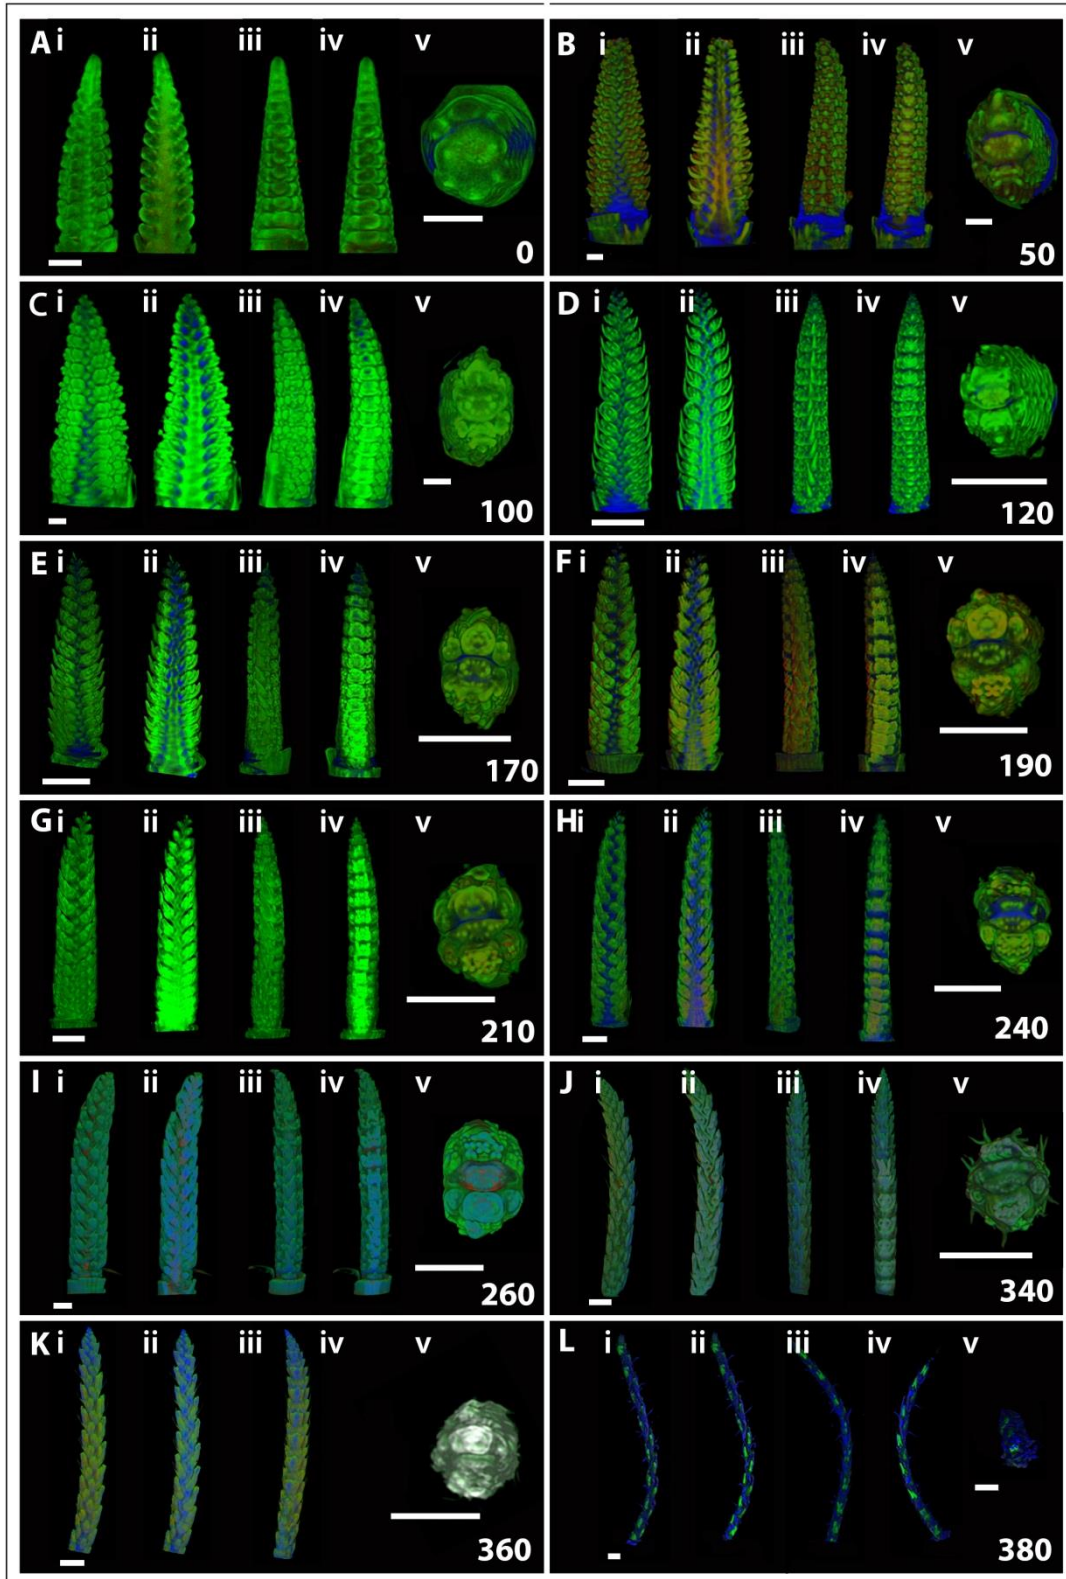 A i ii iii iv v
0
B i ii iii iv v
50
C i ii iii iv v
100
D i ii iii iv v
120
E i ii iii iv v
170
F i ii iii iv v
190
G i ii iii iv v
210
H i ii iii iv v
240
I i ii iii iv v
260
J i ii iii iv v
340
K i ii iii iv v
360
L i ii iii iv v
380